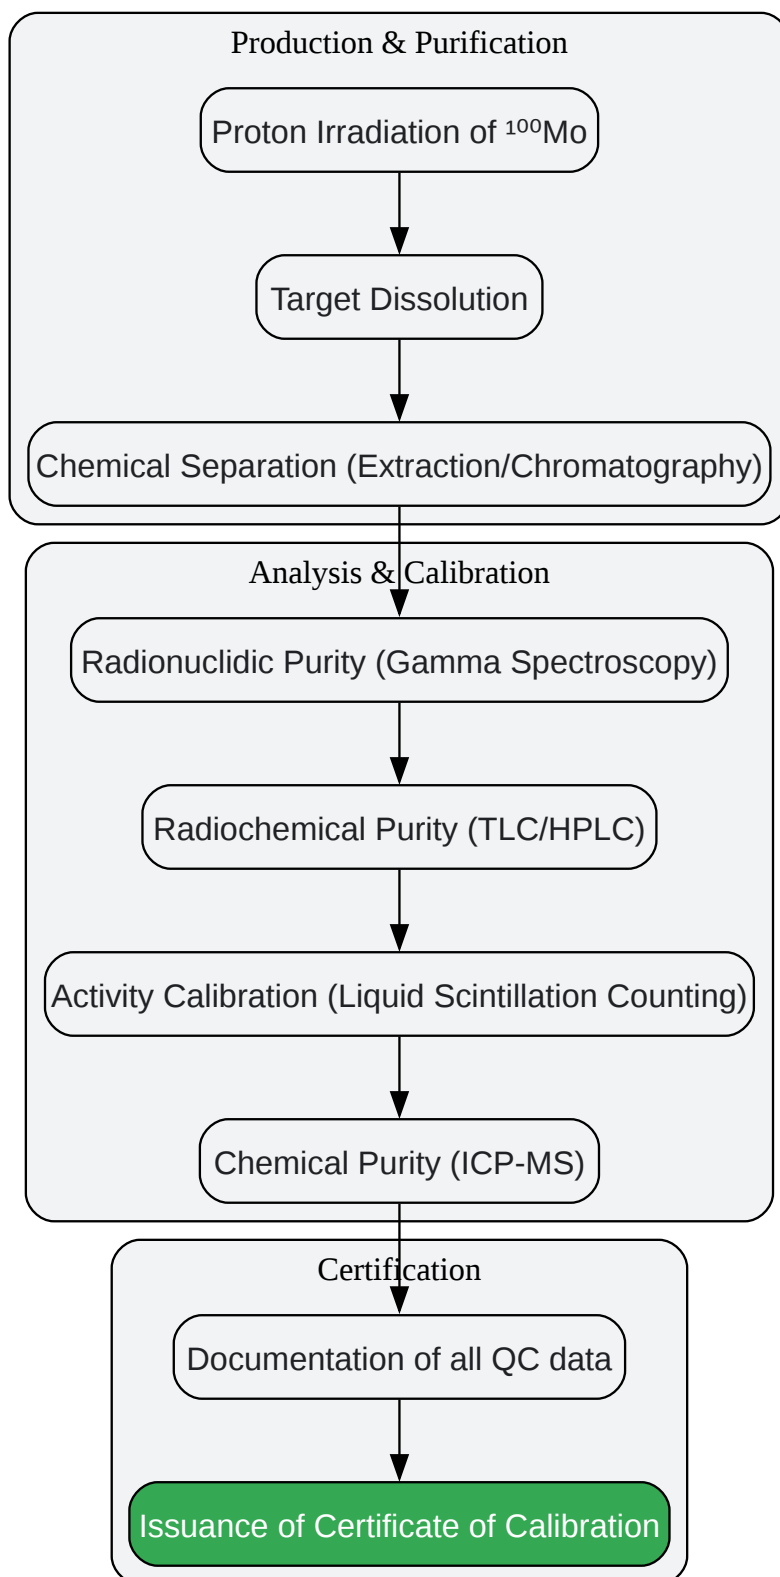 Production & Purification
Proton Irradiation of ¹⁰⁰Mo
Target Dissolution
Chemical Separation (Extraction/Chromatography)
Analysis & Calibration
Radionuclidic Purity (Gamma Spectroscopy)
Radiochemical Purity (TLC/HPLC)
Activity Calibration (Liquid Scintillation Counting)
Chemical Purity (ICP-MS)
Certification
Documentation of all QC data
Issuance of Certificate of Calibration